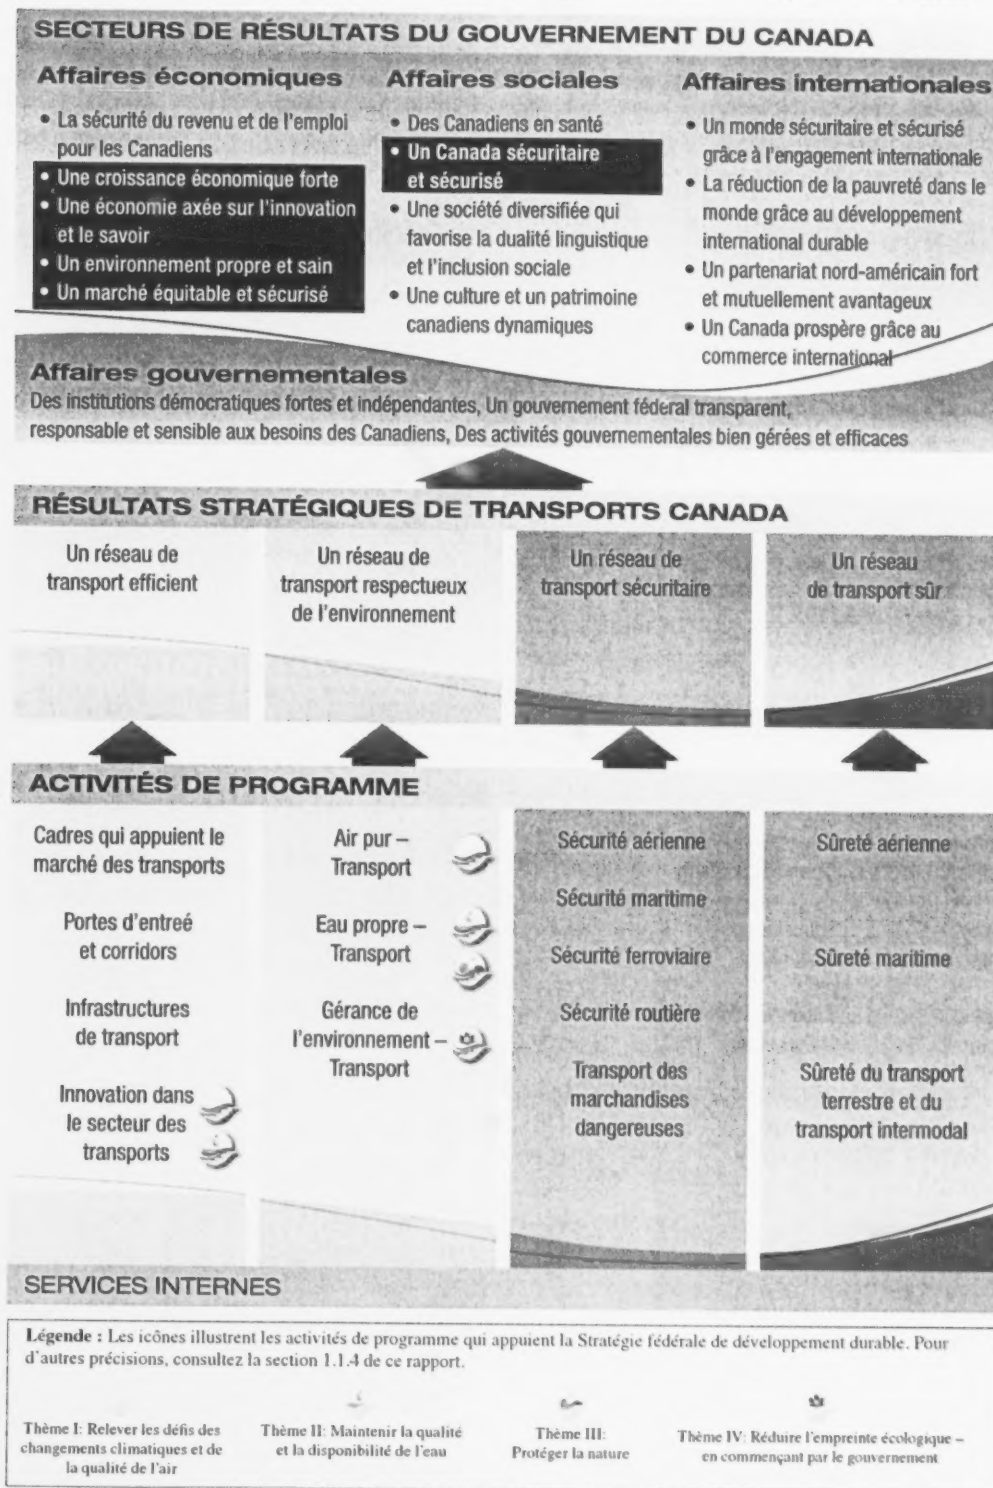 SECTEURS DE RÉSULTATS DU GOUVERNEMENT DU CANADA
Affaires économiques
• La sécurité du revenu et de l'emploi
pour les Canadiens
• Une croissance économique forte
• Une économie axée sur l'innovation
et le savoir
• Un environnement propre et sain
• Un marché équitable et sécurisé
Affaires sociales
• Des Canadiens en santé
• Un Canada sécuritaire
et sécurisé
• Une société diversifiée qui
favorise la dualité linguistique
et l'inclusion sociale
• Une culture et un patrimoine
canadiens dynamiques
Affaires internationales
• Un monde sécuritaire et sécurisé
grâce à l'engagement internationale
• La réduction de la pauvreté dans le
monde grâce au développement
international durable
• Un partenariat nord-américain fort
et mutuellement avantageux
• Un Canada prospère grâce au
commerce international
Affaires gouvernementales
Des institutions démocratiques fortes et indépendantes, Un gouvernement fédéral transparent,
responsable et sensible aux besoins des Canadiens, Des activités gouvernementales bien gérées et efficaces
RÉSULTATS STRATÉGIQUES DE TRANSPORTS CANADA
Un réseau de
transport efficient
Un réseau de
transport respectueux
de l'environnement
Un réseau de
transport sécuritaire
Un réseau
de transport sûr
ACTIVITÉS DE PROGRAMME
Cadres qui appuient le
marché des transports
Portes d'entreé
et corridors
Infrastructures
de transport
Innovation dans
le secteur des
transports
Air pur –
Transport
Eau propre –
Transport
Gérance de
l'environnement –
Transport
Sécurité aérienne
Sécurité maritime
Sécurité ferroviaire
Sécurité routière
Transport des
marchandises
dangereuses
Sûreté aérienne
Sûreté maritime
Sûreté du transport
terrestre et du
transport intermodal
SERVICES INTERNES
Légende : Les icônes illustrent les activités de programme qui appuient la Stratégie fédérale de développement durable. Pour
d'autres précisions, consultez la section 1.1.4 de ce rapport.
Thème I: Relever les défis des
changements climatiques et de
la qualité de l'air
Thème II: Maintenir la qualité
et la disponibilité de l'eau
Thème III:
Protéger la nature
Thème IV: Réduire l'empreinte écologique –
en commençant par le gouvernement